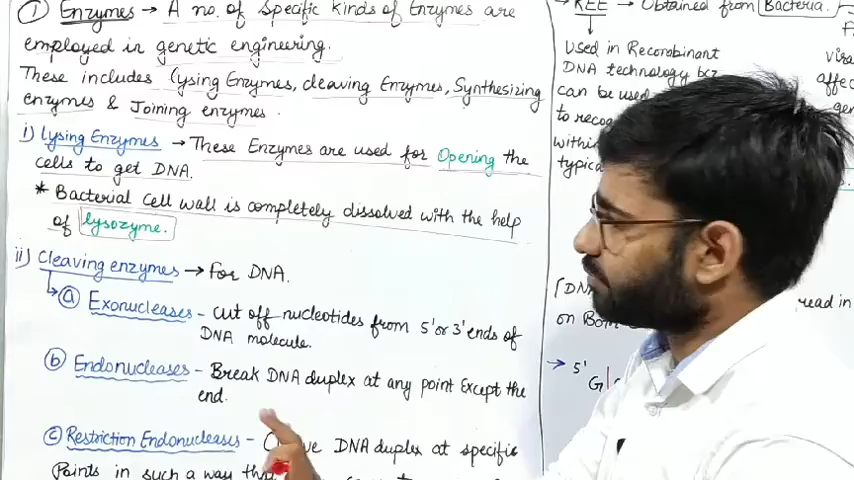 ① Enzymes → A no. of specific kinds of Enzymes are
employed in genetic engineering.
These includes lysing Enzymes, cleaving Enzymes, Synthesizing
enzymes & Joining enzymes.
i) Lysing Enzymes → These Enzymes are used for Opening the
cells to get DNA.
* Bacterial Cell wall is completely dissolved with the help
of lysozyme.
ii) Cleaving enzymes → For DNA.
ⓐ Exonucleases - cut off nucleotides from 5' or 3' ends of
DNA molecule.
ⓑ Endonucleases - Break DNA duplex at any point Except the
end.
ⓒ Restriction Endonucleases - DNA duplex at specific
Points in such a way
→ REE → Obtained from Bacteria.
Used in Recombinant
DNA technology bcz
can be used
within
on
read in
→ 5'
G